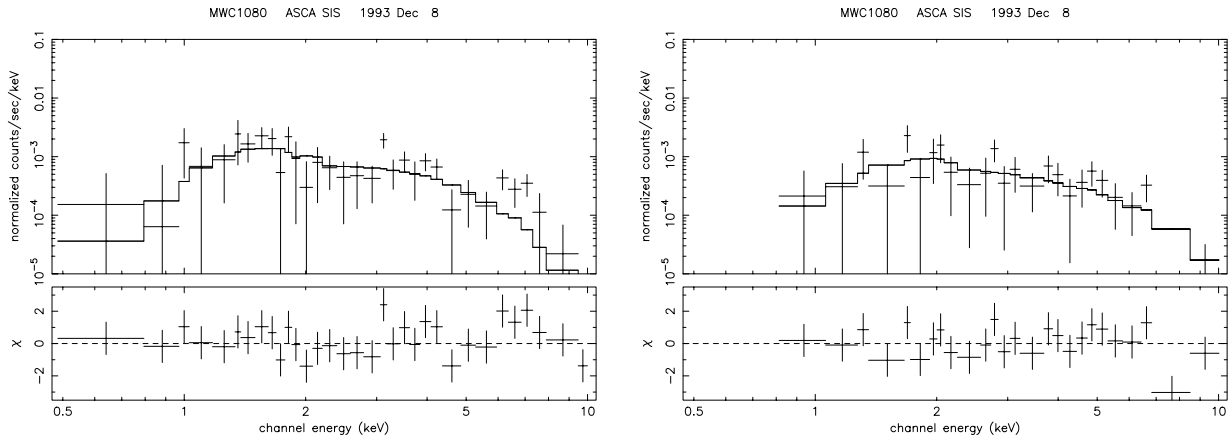 MWC1080 ASCA SIS 1993 Dec 8
normalized counts/sec/keV
0.1
0.01
10⁻³
10⁻⁴
10⁻⁵
χ
2
0
−2
0.5 1 2 5 10
channel energy (keV)
MWC1080 ASCA SIS 1993 Dec 8
normalized counts/sec/keV
0.1
0.01
10⁻³
10⁻⁴
10⁻⁵
χ
2
0
−2
0.5 1 2 5 10
channel energy (keV)